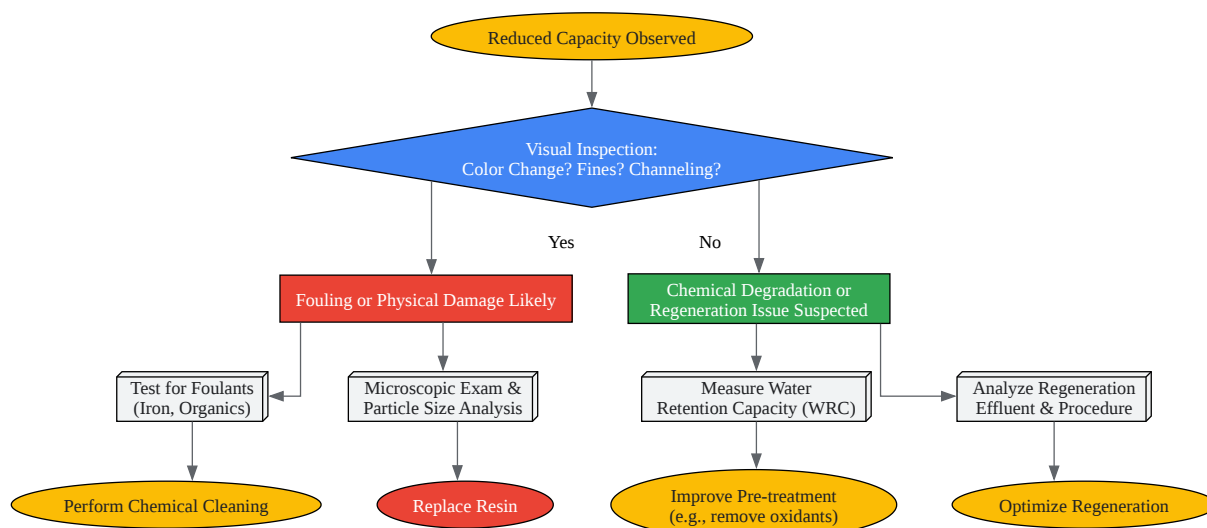 Reduced Capacity Observed
Visual Inspection:
Color Change? Fines? Channeling?
Yes
No
Fouling or Physical Damage Likely
Chemical Degradation or
Regeneration Issue Suspected
Test for Foulants
(Iron, Organics)
Microscopic Exam &
Particle Size Analysis
Measure Water
Retention Capacity (WRC)
Analyze Regeneration
Effluent & Procedure
Perform Chemical Cleaning
Replace Resin
Improve Pre-treatment
(e.g., remove oxidants)
Optimize Regeneration